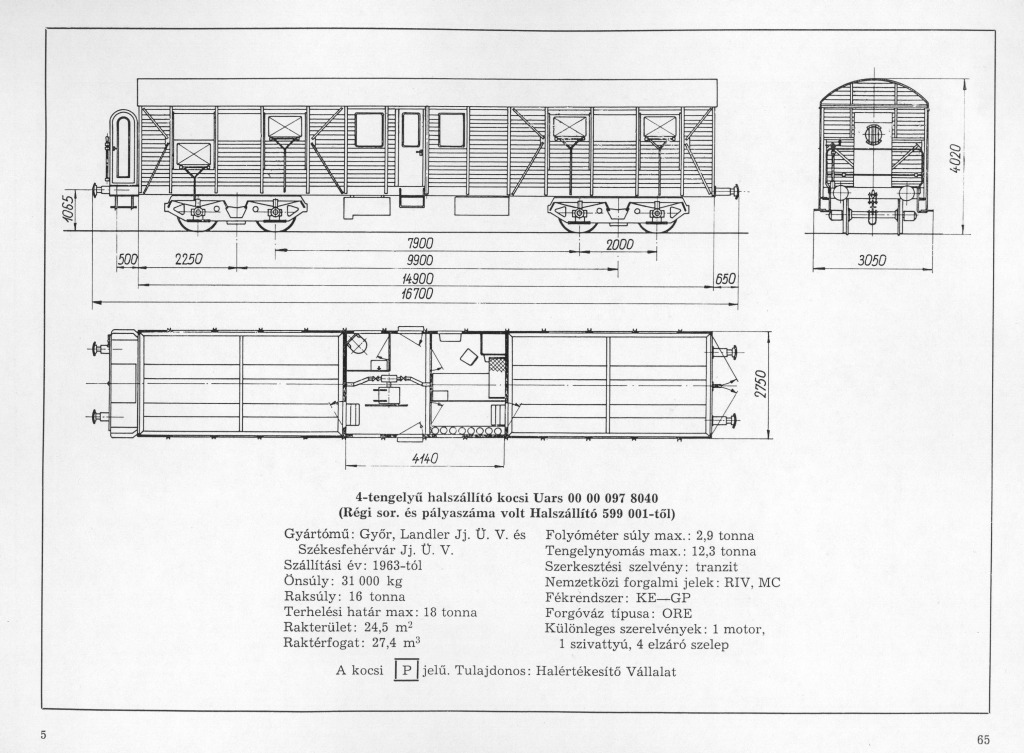 1065
4020
500
2250
7900
2000
9900
14900
650
16700
3050
2750
4140
4-tengelyű halszállító kocsi Uars 00 00 097 8040
(Régi sor. és pályaszáma volt Halszállító 599 001-től)
Gyártómű: Győr, Landler Jj. Ü. V. és
Székesfehérvár Jj. Ü. V.
Szállítási év: 1963-tól
Önsúly: 31 000 kg
Raksúly: 16 tonna
Terhelési határ max: 18 tonna
Rakterület: 24,5 m²
Raktérfogat: 27,4 m³
Folyóméter súly max.: 2,9 tonna
Tengelynyomás max.: 12,3 tonna
Szerkesztési szelvény: tranzit
Nemzetközi forgalmi jelek: RIV, MC
Fékrendszer: KE—GP
Forgóváz típusa: ORE
Különleges szerelvények: 1 motor,
1 szivattyú, 4 elzáró szelep
A kocsi P jelű. Tulajdonos: Halértékesítő Vállalat
5
65